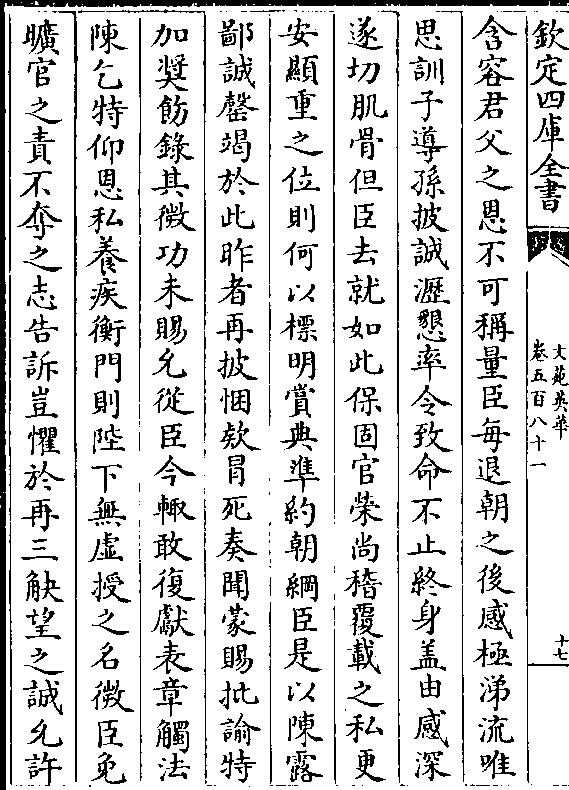 欽定四庫全書
文苑英華
卷五百八十一
十七
含容君父之恩不可稱量臣每退朝之後感極涕流唯
思訓子導孫披誠瀝懇率令致命不止終身盖由感深
遂切肌骨但臣去就如此保固官榮尚稽覆載之私更
安顯重之位則何以標明賞典準約朝綱臣是以陳露
鄙誠罄竭於此昨者再披悃欵冒死奏聞蒙賜批諭特
加奨飭錄其微功未賜允從臣今輙敢復獻表章觸法
陳乞特仰恩私養疾衡門則陛下無虛授之名微臣免
曠官之責不奪之志告訴豈懼於再三觖望之誠允許